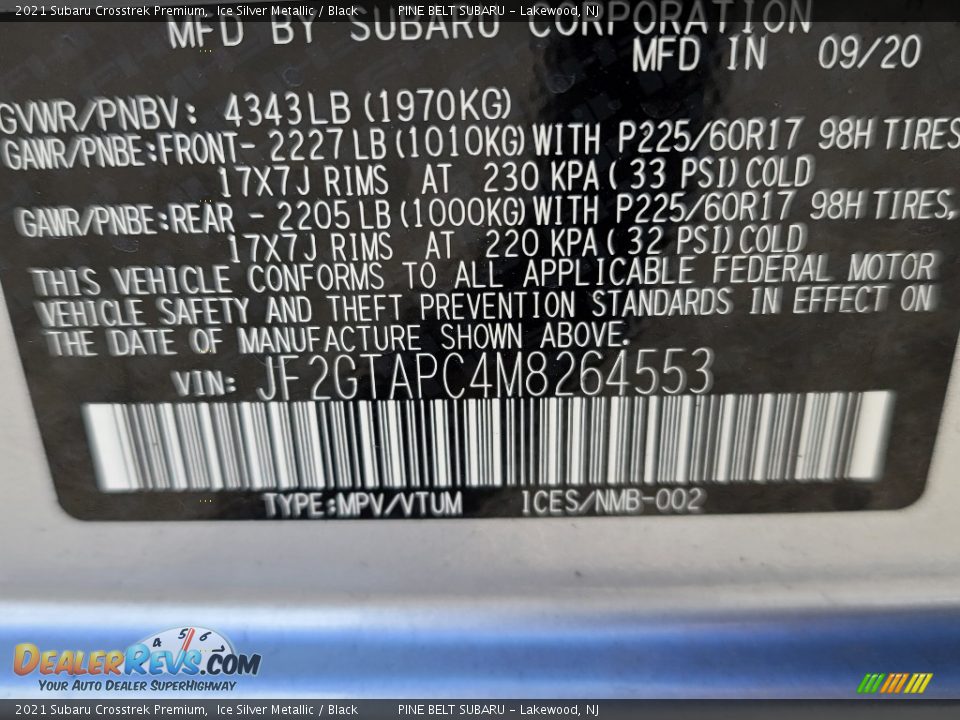 2021 Subaru Crosstrek Premium, Ice Silver Metallic / Black PINE BELT SUBARU - Lakewood, NJ
MFD BY SUBARU CORPORATION
MFD IN 09/20
GVWR/PNBV: 4343LB (1970KG)
GAWR/PNBE:FRONT- 2227LB(1010KG)WITH P225/60R17 98H TIRES
17X7J RIMS AT 230 KPA( 33 PSI)COLD
GAWR/PNBE:REAR - 2205LB(1000KG)WITH P225/60R17 98H TIRES,
17X7J RIMS AT 220 KPA( 32 PSI)COLD
THIS VEHICLE CONFORMS TO ALL APPLICABLE FEDERAL MOTOR
VEHICLE SAFETY AND THEFT PREVENTION STANDARDS IN EFFECT ON
THE DATE OF MANUFACTURE SHOWN ABOVE.
VIN: JF2GTAPC4M8264553
TYPE:MPV/VTUM ICES/NMB-002
4 5 6
DEALERREVS.COM
YOUR AUTO DEALER SUPERHIGHWAY
2021 Subaru Crosstrek Premium, Ice Silver Metallic / Black PINE BELT SUBARU - Lakewood, NJ